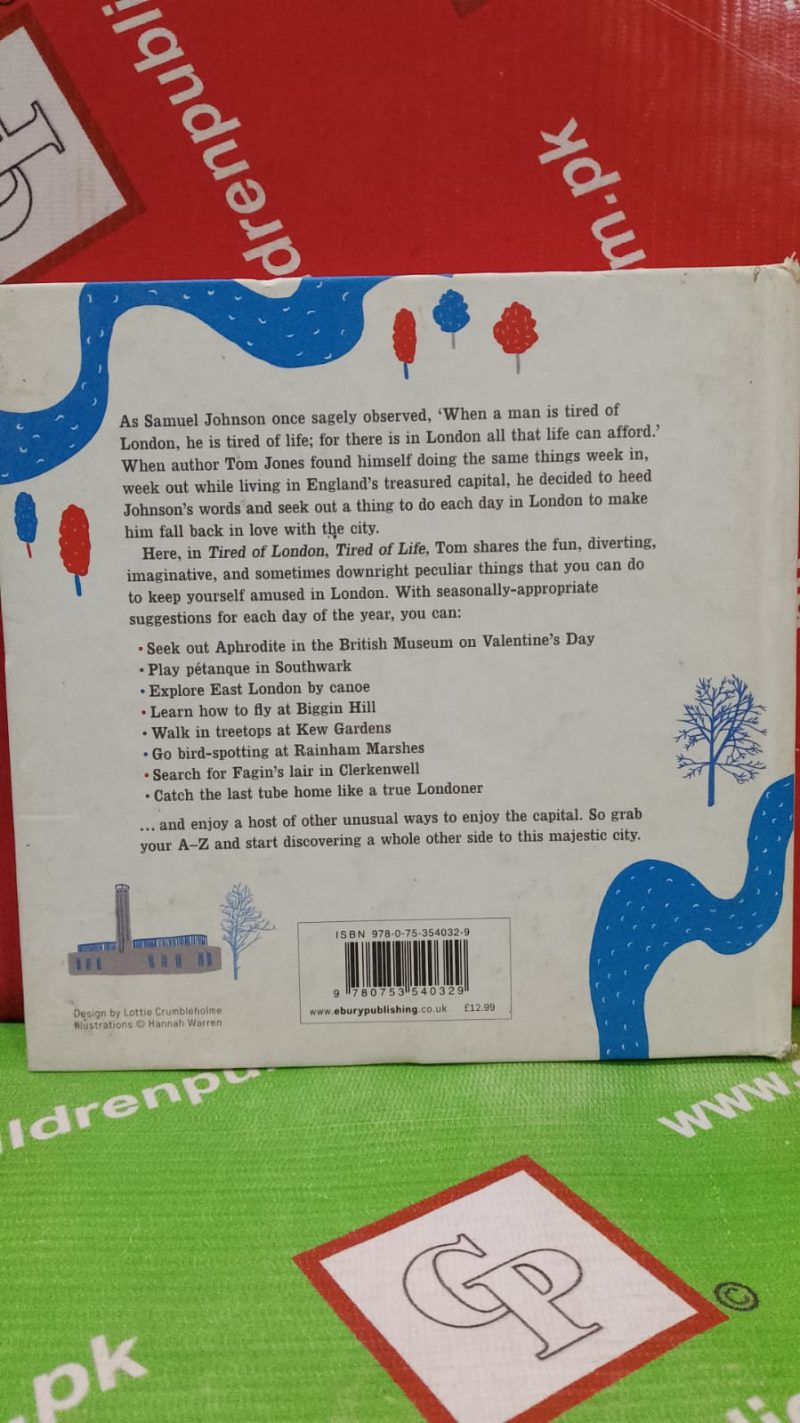 ldrenpubli
m.pk
CP
As Samuel Johnson once sagely observed, ‘When a man is tired of
London, he is tired of life; for there is in London all that life can afford.’
When author Tom Jones found himself doing the same things week in,
week out while living in England’s treasured capital, he decided to heed
Johnson’s words and seek out a thing to do each day in London to make
him fall back in love with the city.
Here, in Tired of London, Tired of Life, Tom shares the fun, diverting,
imaginative, and sometimes downright peculiar things that you can do
to keep yourself amused in London. With seasonally-appropriate
suggestions for each day of the year, you can:
• Seek out Aphrodite in the British Museum on Valentine’s Day
• Play pétanque in Southwark
• Explore East London by canoe
• Learn how to fly at Biggin Hill
• Walk in treetops at Kew Gardens
• Go bird-spotting at Rainham Marshes
• Search for Fagin’s lair in Clerkenwell
• Catch the last tube home like a true Londoner
... and enjoy a host of other unusual ways to enjoy the capital. So grab
your A–Z and start discovering a whole other side to this majestic city.
ISBN 978-0-75-354032-9
9 780753 540329
www.eburypublishing.co.uk £12.99
Design by Lottie Crumbleholme
Illustrations © Hannah Warren
ildrenpu
www.
CP
©
.pk